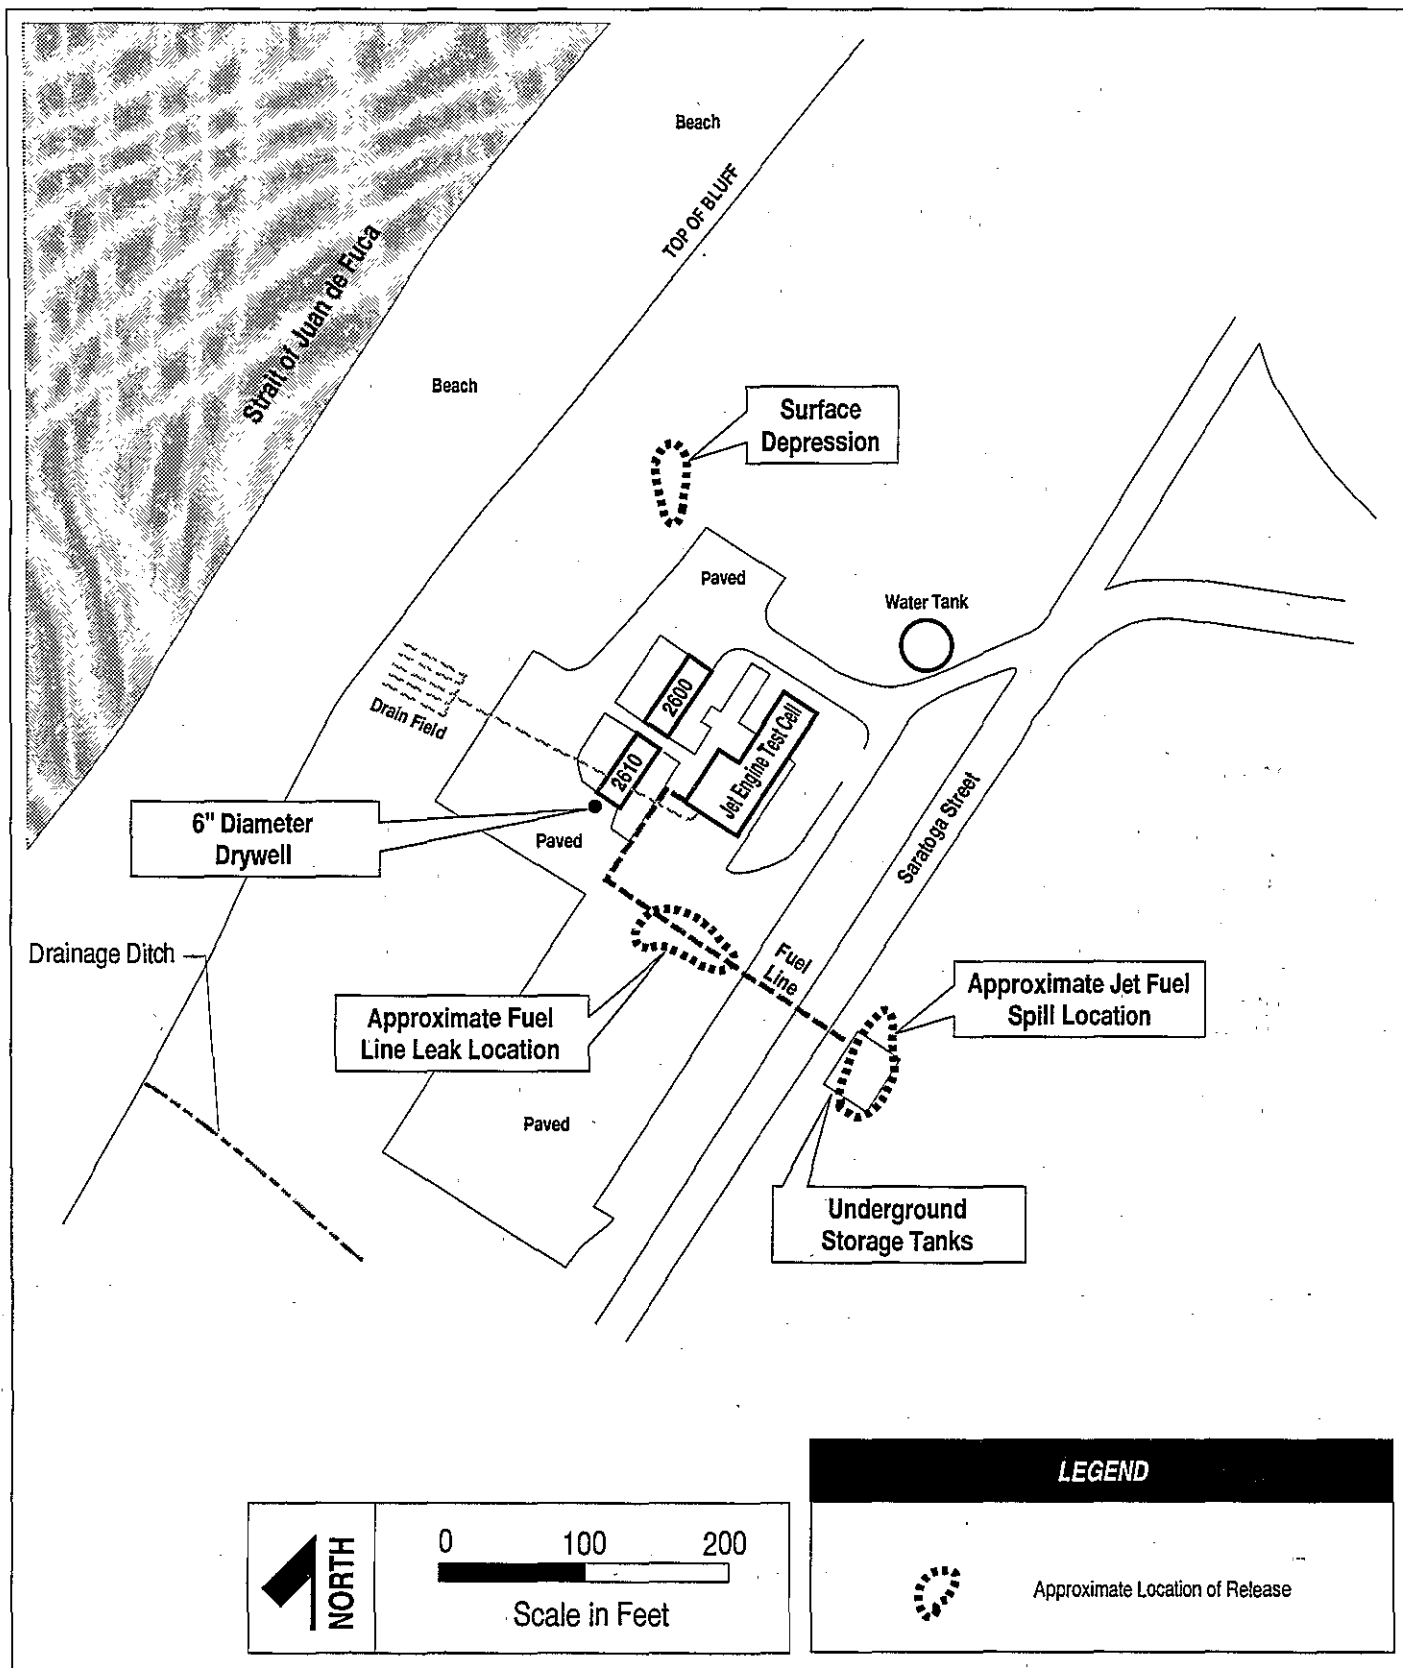 Beach
TOP OF BLUFF
Strait of Juan de Fuca
Beach
Surface
Depression
Paved
Water Tank
2600
Drain Field
2610
Jet Engine Test Cell
Saratoga Street
6" Diameter
Drywell
Paved
Drainage Ditch
Fuel
Line
Approximate Jet Fuel
Spill Location
Approximate Fuel
Line Leak Location
Paved
Underground
Storage Tanks
LEGEND
NORTH
0 100 200
Scale in Feet
Approximate Location of Release